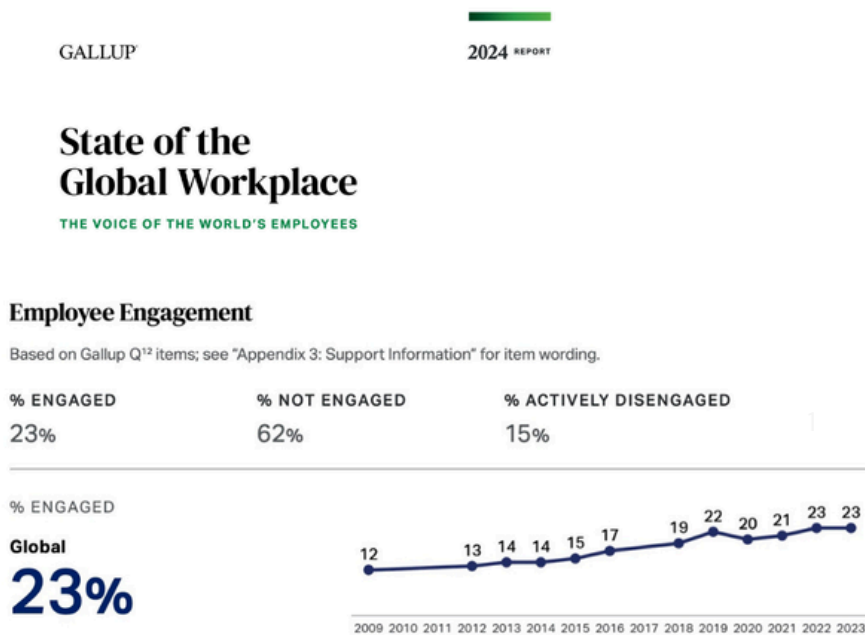 GALLUP
2024 REPORT
State of the
Global Workplace
THE VOICE OF THE WORLD'S EMPLOYEES
Employee Engagement
Based on Gallup Q¹² items; see "Appendix 3: Support Information" for item wording.
% ENGAGED % NOT ENGAGED % ACTIVELY DISENGAGED
23% 62% 15%
% ENGAGED
Global
23%
12 13 14 14 15 17 19 22 20 21 23 23
2009 2010 2011 2012 2013 2014 2015 2016 2017 2018 2019 2020 2021 2022 2023